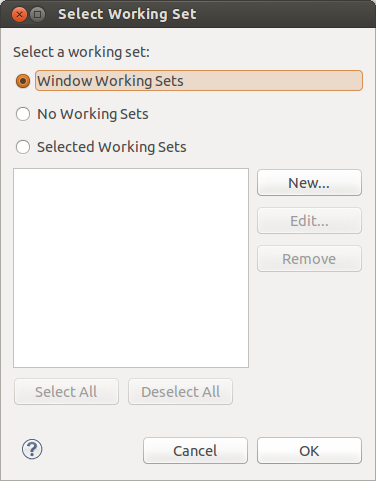 Select Working Set
Select a working set:
Window Working Sets
No Working Sets
Selected Working Sets
New...
Edit...
Remove
Select All
Deselect All
?
Cancel
OK